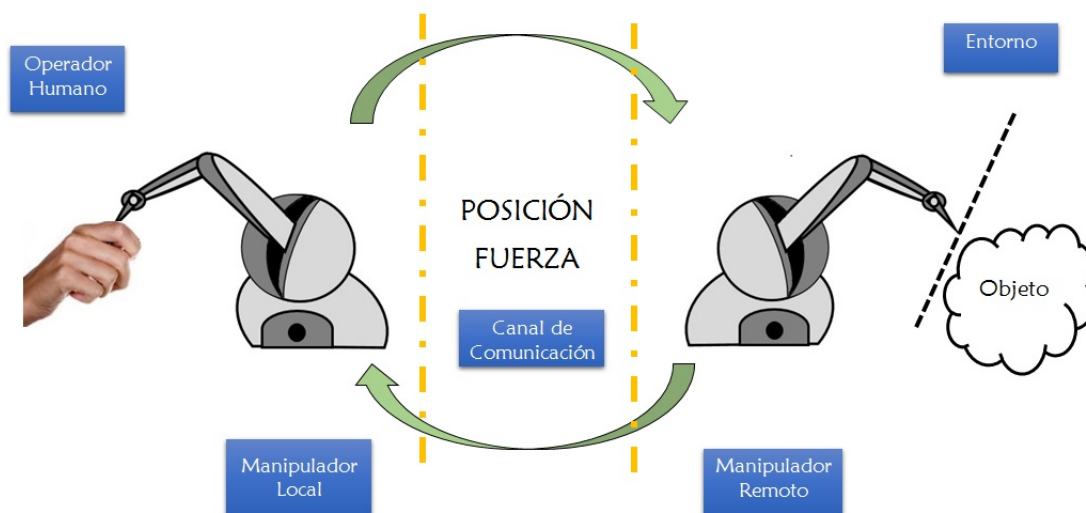 Operador
Humano
Entorno
POSICIÓN
FUERZA
Objeto
Canal de
Comunicación
Manipulador
Local
Manipulador
Remoto